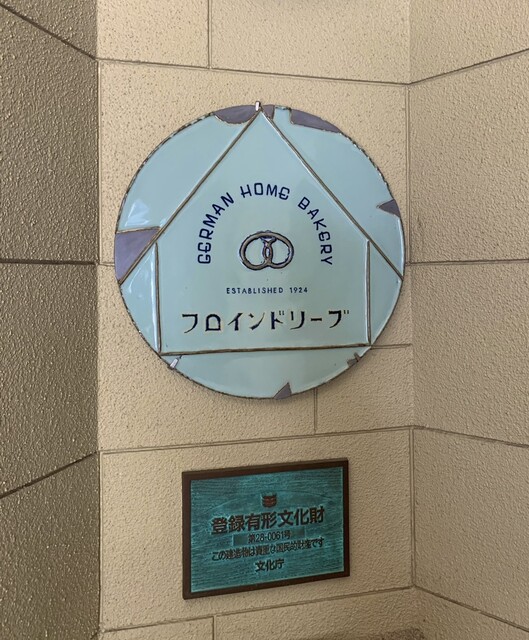 GERMAN HOME BAKERY
ESTABLISHED 1924
フロインドリーブ
登録有形文化財
第28-0061号
この建造物は貴重な国民的財産です
文化庁